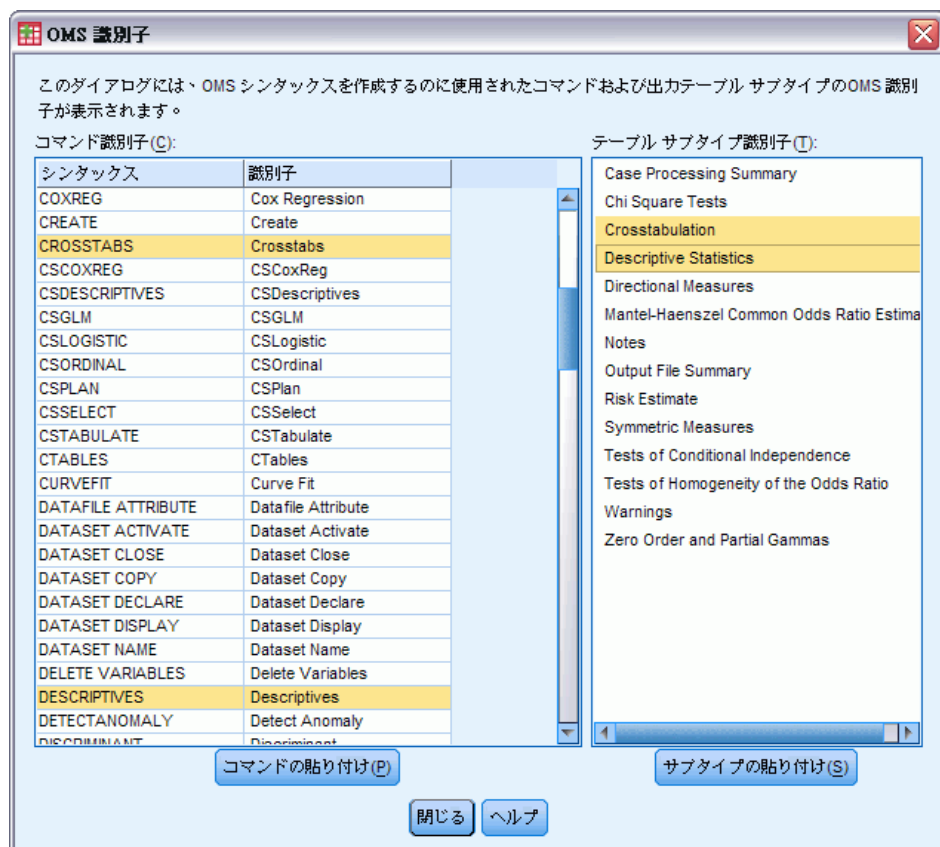 OMS 識別子
このダイアログには、OMS シンタックスを作成するのに使用されたコマンドおよび出力テーブル サブタイプのOMS 識別
子が表示されます。
コマンド識別子(C):
テーブル サブタイプ識別子(T):
シンタックス 識別子
COXREG Cox Regression
CREATE Create
CROSSTABS Crosstabs
CSCOXREG CSCoxReg
CSDESCRIPTIVES CSDescriptives
CSGLM CSGLM
CSLOGISTIC CSLogistic
CSORDINAL CSOrdinal
CSPLAN CSPlan
CSSELECT CSSelect
CSTABULATE CSTabulate
CTABLES CTables
CURVEFIT Curve Fit
DATAFILE ATTRIBUTE Datafile Attribute
DATASET ACTIVATE Dataset Activate
DATASET CLOSE Dataset Close
DATASET COPY Dataset Copy
DATASET DECLARE Dataset Declare
DATASET DISPLAY Dataset Display
DATASET NAME Dataset Name
DELETE VARIABLES Delete Variables
DESCRIPTIVES Descriptives
DETECTANOMALY Detect Anomaly
DISCRIMINANT Discriminant
Case Processing Summary
Chi Square Tests
Crosstabulation
Descriptive Statistics
Directional Measures
Mantel-Haenszel Common Odds Ratio Estima
Notes
Output File Summary
Risk Estimate
Symmetric Measures
Tests of Conditional Independence
Tests of Homogeneity of the Odds Ratio
Warnings
Zero Order and Partial Gammas
コマンドの貼り付け(P)
サブタイプの貼り付け(S)
閉じる
ヘルプ